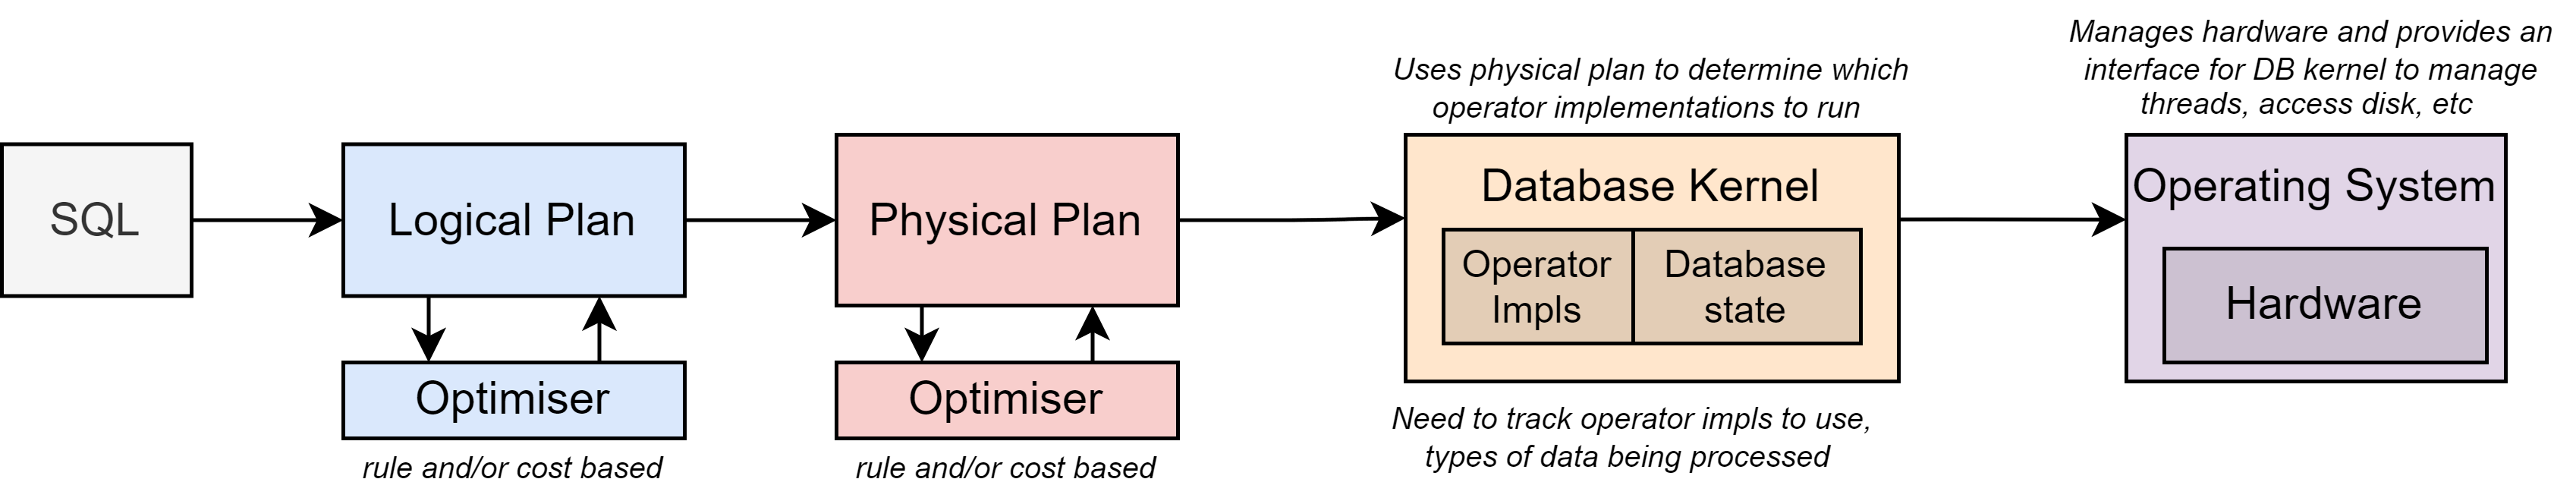 SQL
Logical Plan
Optimiser
rule and/or cost based
Physical Plan
Optimiser
rule and/or cost based
Uses physical plan to determine which
operator implementations to run
Database Kernel
Operator
Impls
Database
state
Need to track operator impls to use,
types of data being processed
Manages hardware and provides an
interface for DB kernel to manage
threads, access disk, etc
Operating System
Hardware